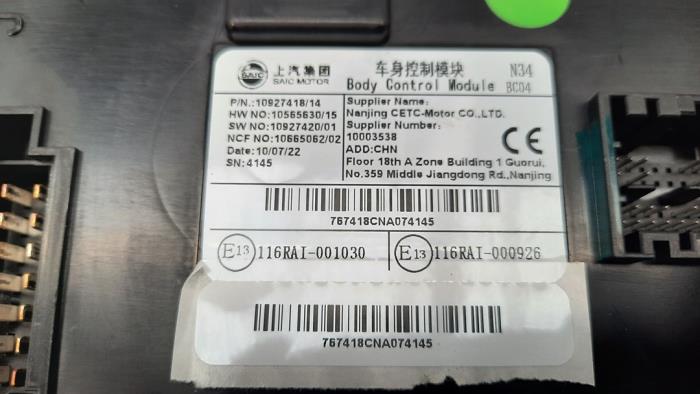 SAIC
上汽集团
SAIC MOTOR
车身控制模块
Body Control Module
N34
BC04
P/N.: 10927418/14
HW NO: 10565630/15
SW NO: 10927420/01
NCF NO: 10665062/02
Date: 10/07/22
SN: 4145
Supplier Name:
Nanjing CETC-Motor CO.,LTD.
Supplier Number:
10003538
ADD:CHN
Floor 18th A Zone Building 1 Guorui,
No.359 Middle Jiangdong Rd.,Nanjing
CE
767418CNA074145
E13 116RAI-001030
E13 116RAI-000926
767418CNA074145